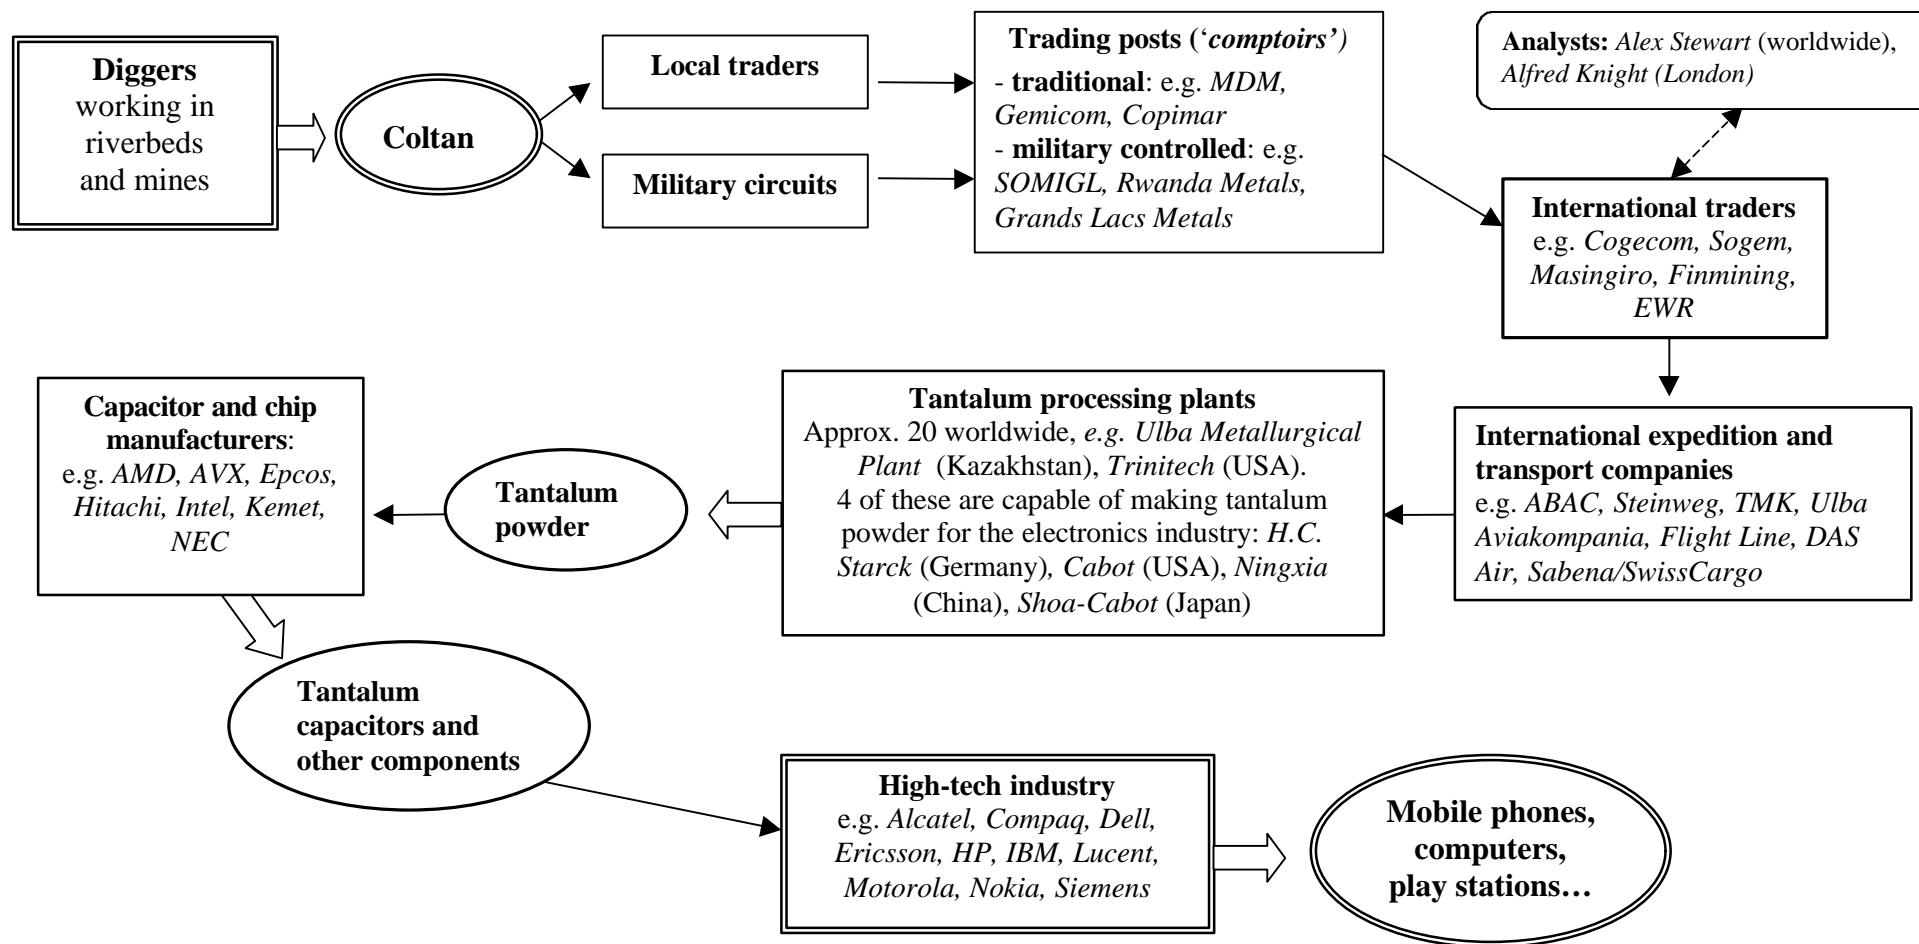 Diggers
working in
riverbeds
and mines
Coltan
Local traders
Military circuits
Trading posts (‘comptoirs’)
- traditional: e.g. MDM,
Gemicom, Copimar
- military controlled: e.g.
SOMIGL, Rwanda Metals,
Grands Lacs Metals
Analysts: Alex Stewart (worldwide),
Alfred Knight (London)
International traders
e.g. Cogecom, Sogem,
Masingiro, Finmining,
EWR
International expedition and
transport companies
e.g. ABAC, Steinweg, TMK, Ulba
Aviakompania, Flight Line, DAS
Air, Sabena/SwissCargo
Tantalum processing plants
Approx. 20 worldwide, e.g. Ulba Metallurgical
Plant (Kazakhstan), Trinitech (USA).
4 of these are capable of making tantalum
powder for the electronics industry: H.C.
Starck (Germany), Cabot (USA), Ningxia
(China), Shoa-Cabot (Japan)
Tantalum
powder
Capacitor and chip
manufacturers:
e.g. AMD, AVX, Epcos,
Hitachi, Intel, Kemet,
NEC
Tantalum
capacitors and
other components
High-tech industry
e.g. Alcatel, Compaq, Dell,
Ericsson, HP, IBM, Lucent,
Motorola, Nokia, Siemens
Mobile phones,
computers,
play stations…